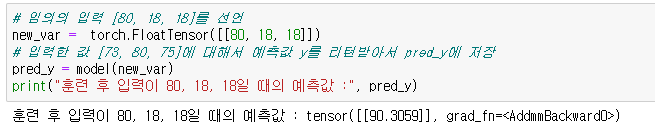 # 임의의 입력 [80, 18, 18]를 선언
new_var =  torch.FloatTensor([[80, 18, 18]])
# 입력한 값 [73, 80, 75]에 대해서 예측값 y를 리턴받아서 pred_y에 저장
pred_y = model(new_var)
print("훈련 후 입력이 80, 18, 18일 때의 예측값 :", pred_y)
훈련 후 입력이 80, 18, 18일 때의 예측값 : tensor([[90.3059]], grad_fn=<AddmmBackward0>)